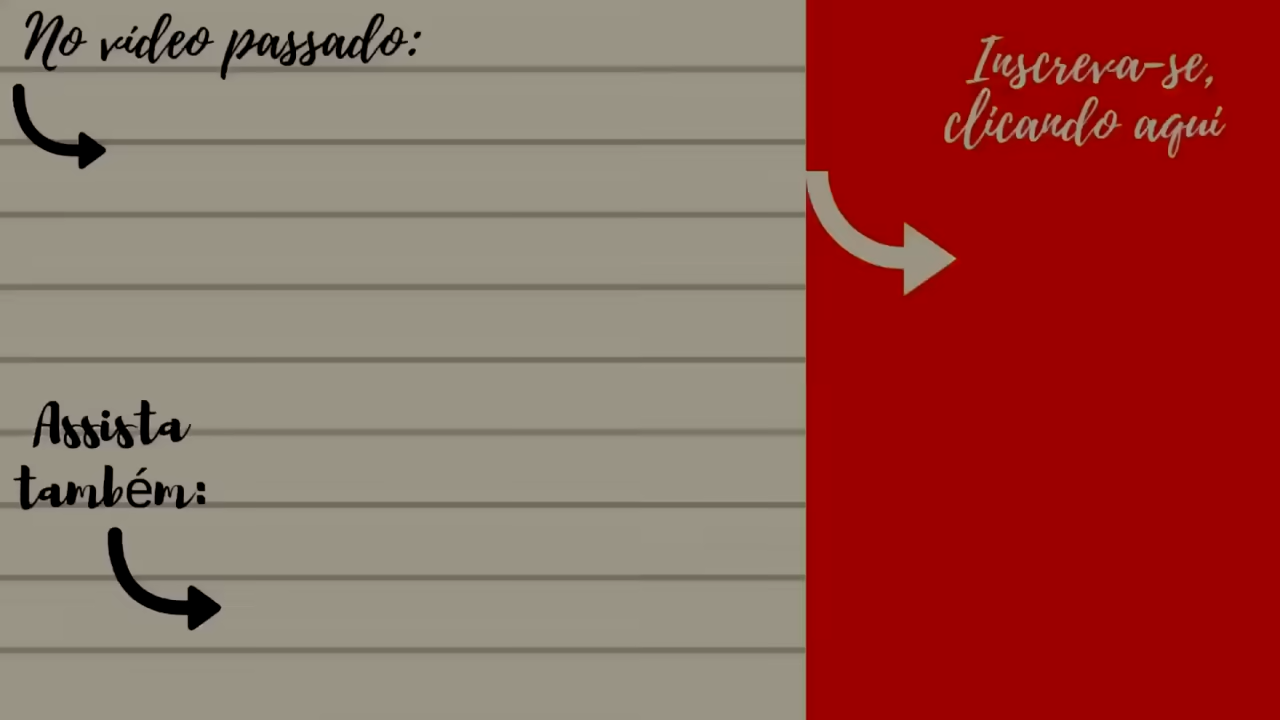 No vídeo passado:
Inscreva-se,
clicando aqui
Assista
também: